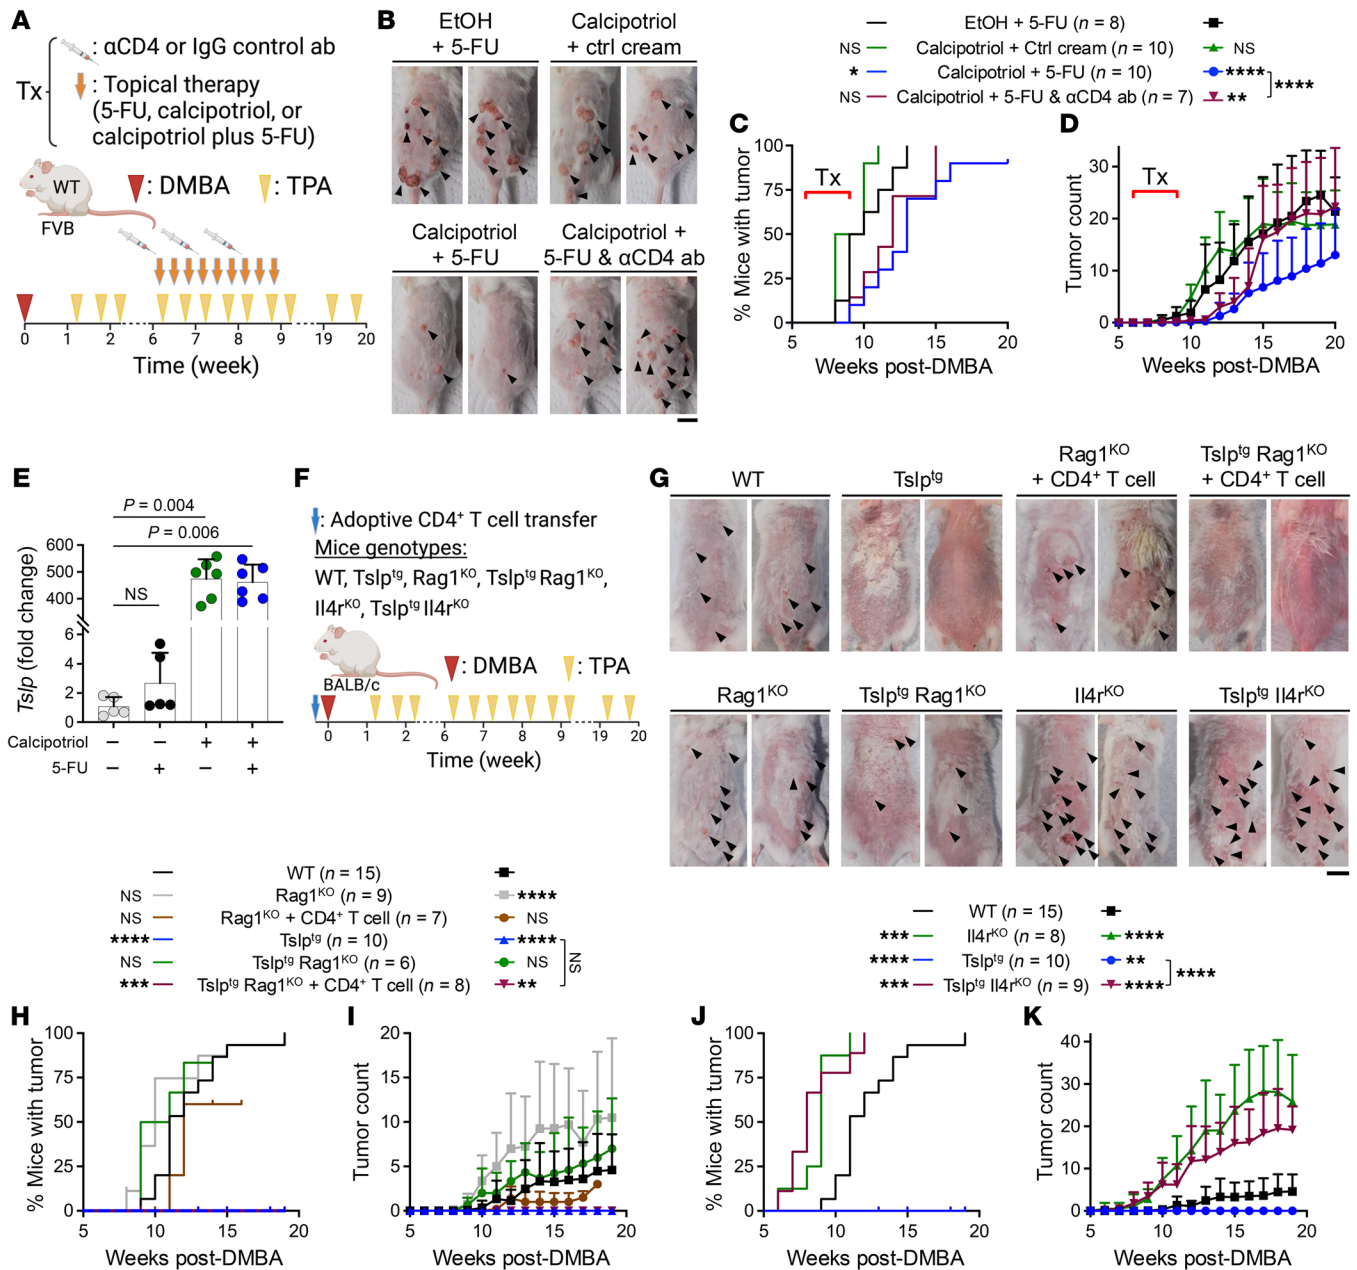 A
: αCD4 or IgG control ab
Tx
: Topical therapy
(5-FU, calcipotriol, or
calcipotriol plus 5-FU)
WT
FVB
: DMBA
: TPA
0 1 2 6 7 8 9 19 20
Time (week)
B
EtOH
+ 5-FU
Calcipotriol
+ ctrl cream
Calcipotriol
+ 5-FU
Calcipotriol +
5-FU & αCD4 ab
EtOH + 5-FU (n = 8)
NS Calcipotriol + Ctrl cream (n = 10) NS
* Calcipotriol + 5-FU (n = 10) ****
NS Calcipotriol + 5-FU & αCD4 ab (n = 7) **
****
C
% Mice with tumor
100
75
50
25
0
Tx
5 10 15 20
Weeks post-DMBA
D
Tumor count
30
20
10
0
Tx
5 10 15 20
Weeks post-DMBA
E
Tslp (fold change)
P = 0.004
P = 0.006
NS
600
500
400
6
4
2
0
Calcipotriol – – + +
5-FU – + – +
F
: Adoptive CD4+ T cell transfer
Mice genotypes:
WT, Tslptg, Rag1KO, Tslptg Rag1KO,
Il4rKO, Tslptg Il4rKO
BALB/c
: DMBA
: TPA
0 1 2 6 7 8 9 19 20
Time (week)
G
WT
Tslptg
Rag1KO
+ CD4+ T cell
Tslptg Rag1KO
+ CD4+ T cell
Rag1KO
Tslptg Rag1KO
Il4rKO
Tslptg Il4rKO
WT (n = 15)
NS Rag1KO (n = 9) ****
NS Rag1KO + CD4+ T cell (n = 7) NS
**** Tslptg (n = 10) ****
NS Tslptg Rag1KO (n = 6) NS
*** Tslptg Rag1KO + CD4+ T cell (n = 8) **
NS
WT (n = 15)
*** Il4rKO (n = 8) ****
**** Tslptg (n = 10) **
*** Tslptg Il4rKO (n = 9) ****
****
H
% Mice with tumor
100
75
50
25
0
10 15 20
Weeks post-DMBA
I
Tumor count
20
15
10
5
0
5 10 15 20
Weeks post-DMBA
J
% Mice with tumor
100
75
50
25
0
5 10 15 20
Weeks post-DMBA
K
Tumor count
40
30
20
10
0
5 10 15 20
Weeks post-DMBA